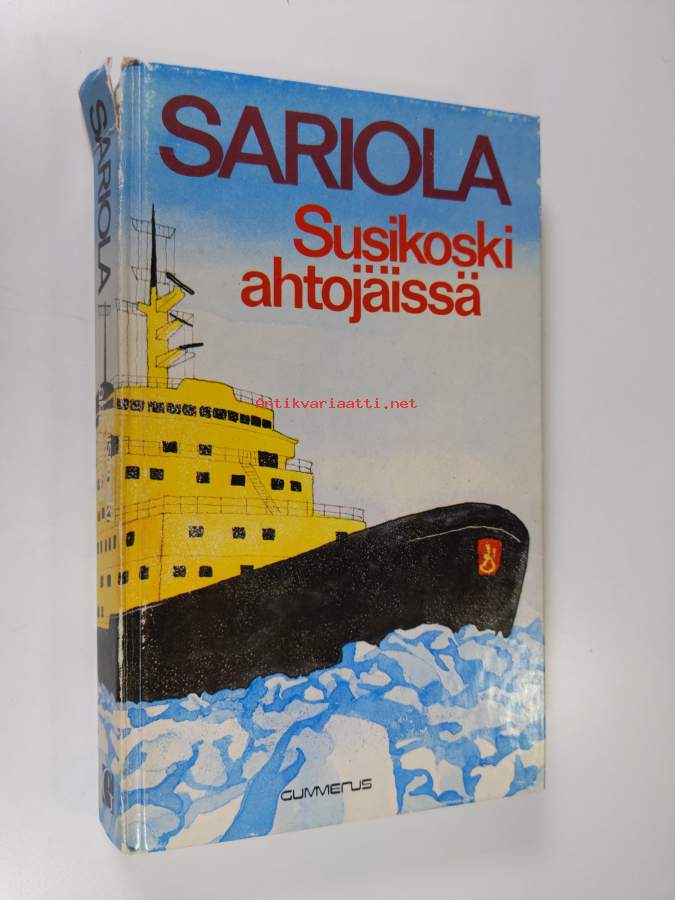 SARIOLA
SARIOLA
Susikoski
ahtojäissä
Antikvariaatti.net
GUMMERUS